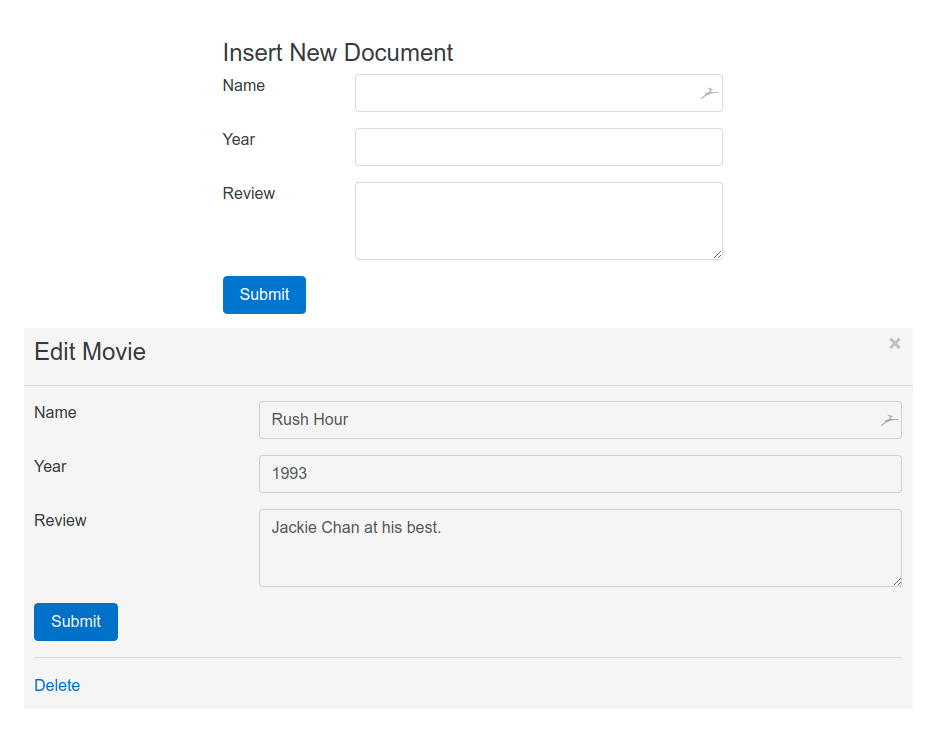 Insert New Document
Name
Year
Review
Submit
Edit Movie ×
Name Rush Hour
Year 1993
Review Jackie Chan at his best.
Submit
Delete